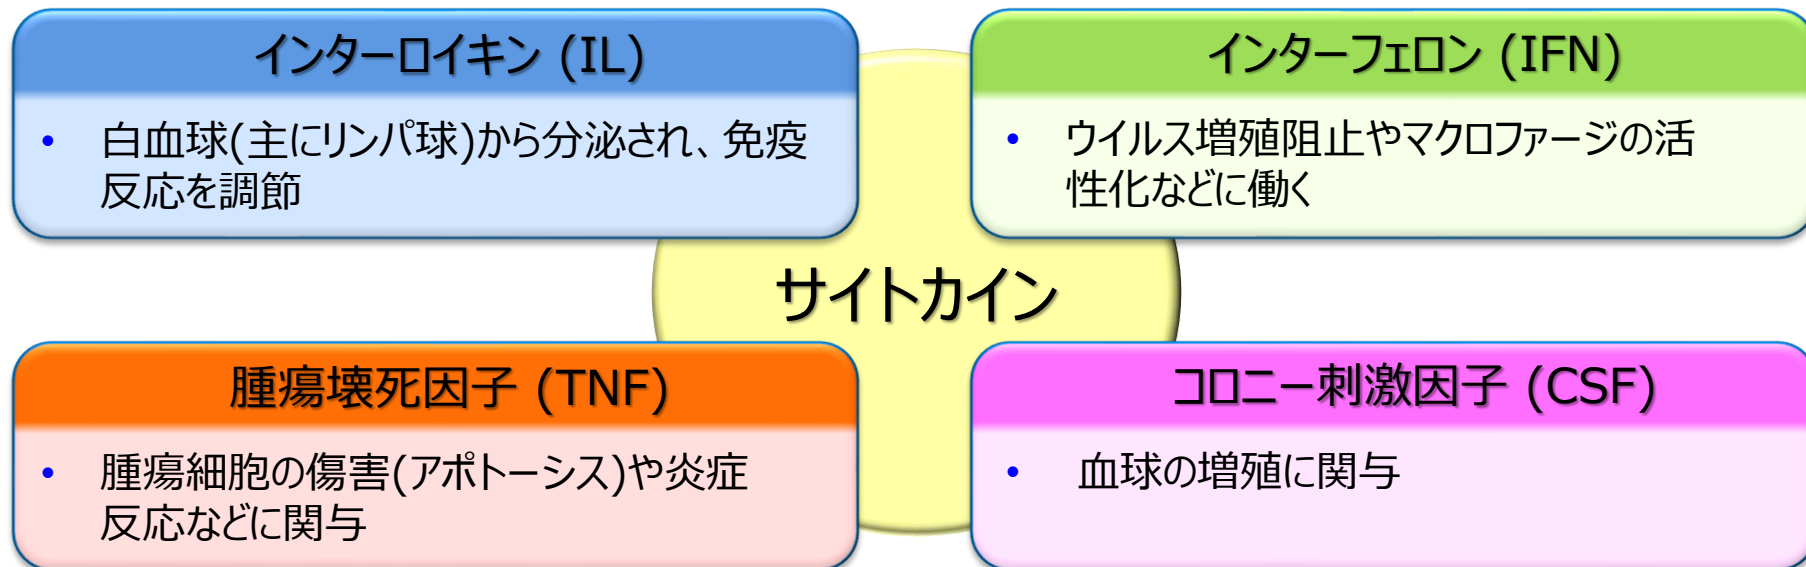 インターロイキン (IL)
• 白血球(主にリンパ球)から分泌され、免疫
反応を調節
インターフェロン (IFN)
• ウイルス増殖阻止やマクロファージの活
性化などに働く
サイトカイン
腫瘍壊死因子 (TNF)
• 腫瘍細胞の傷害(アポトーシス)や炎症
反応などに関与
コロニー刺激因子 (CSF)
• 血球の増殖に関与